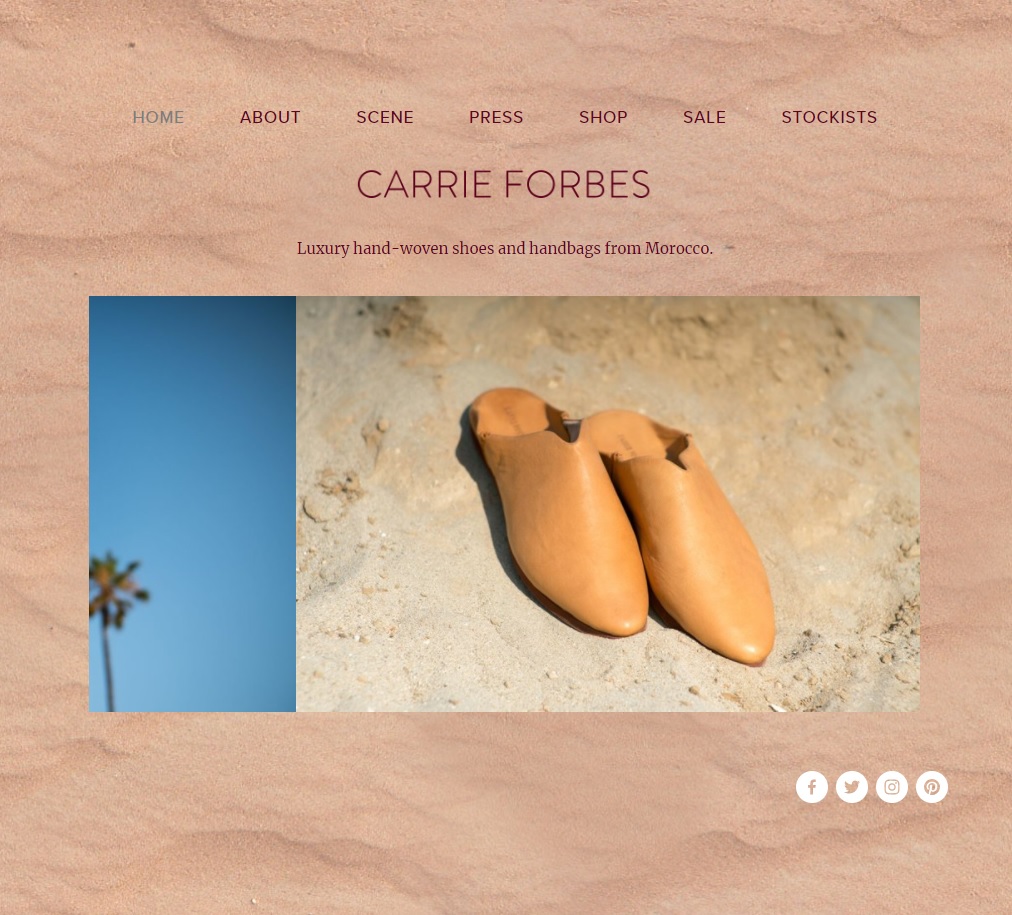 HOME ABOUT SCENE PRESS SHOP SALE STOCKISTS
CARRIE FORBES
Luxury hand-woven shoes and handbags from Morocco.